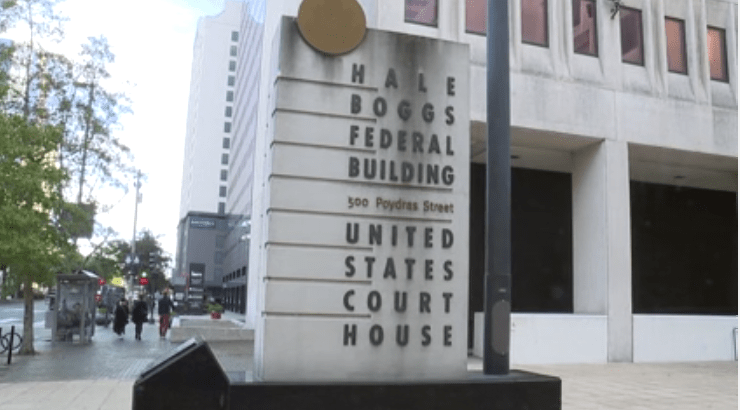 HALE
BOGGS
FEDERAL
BUILDING
500 Poydras Street
UNITED
STATES
COURT
HOUSE